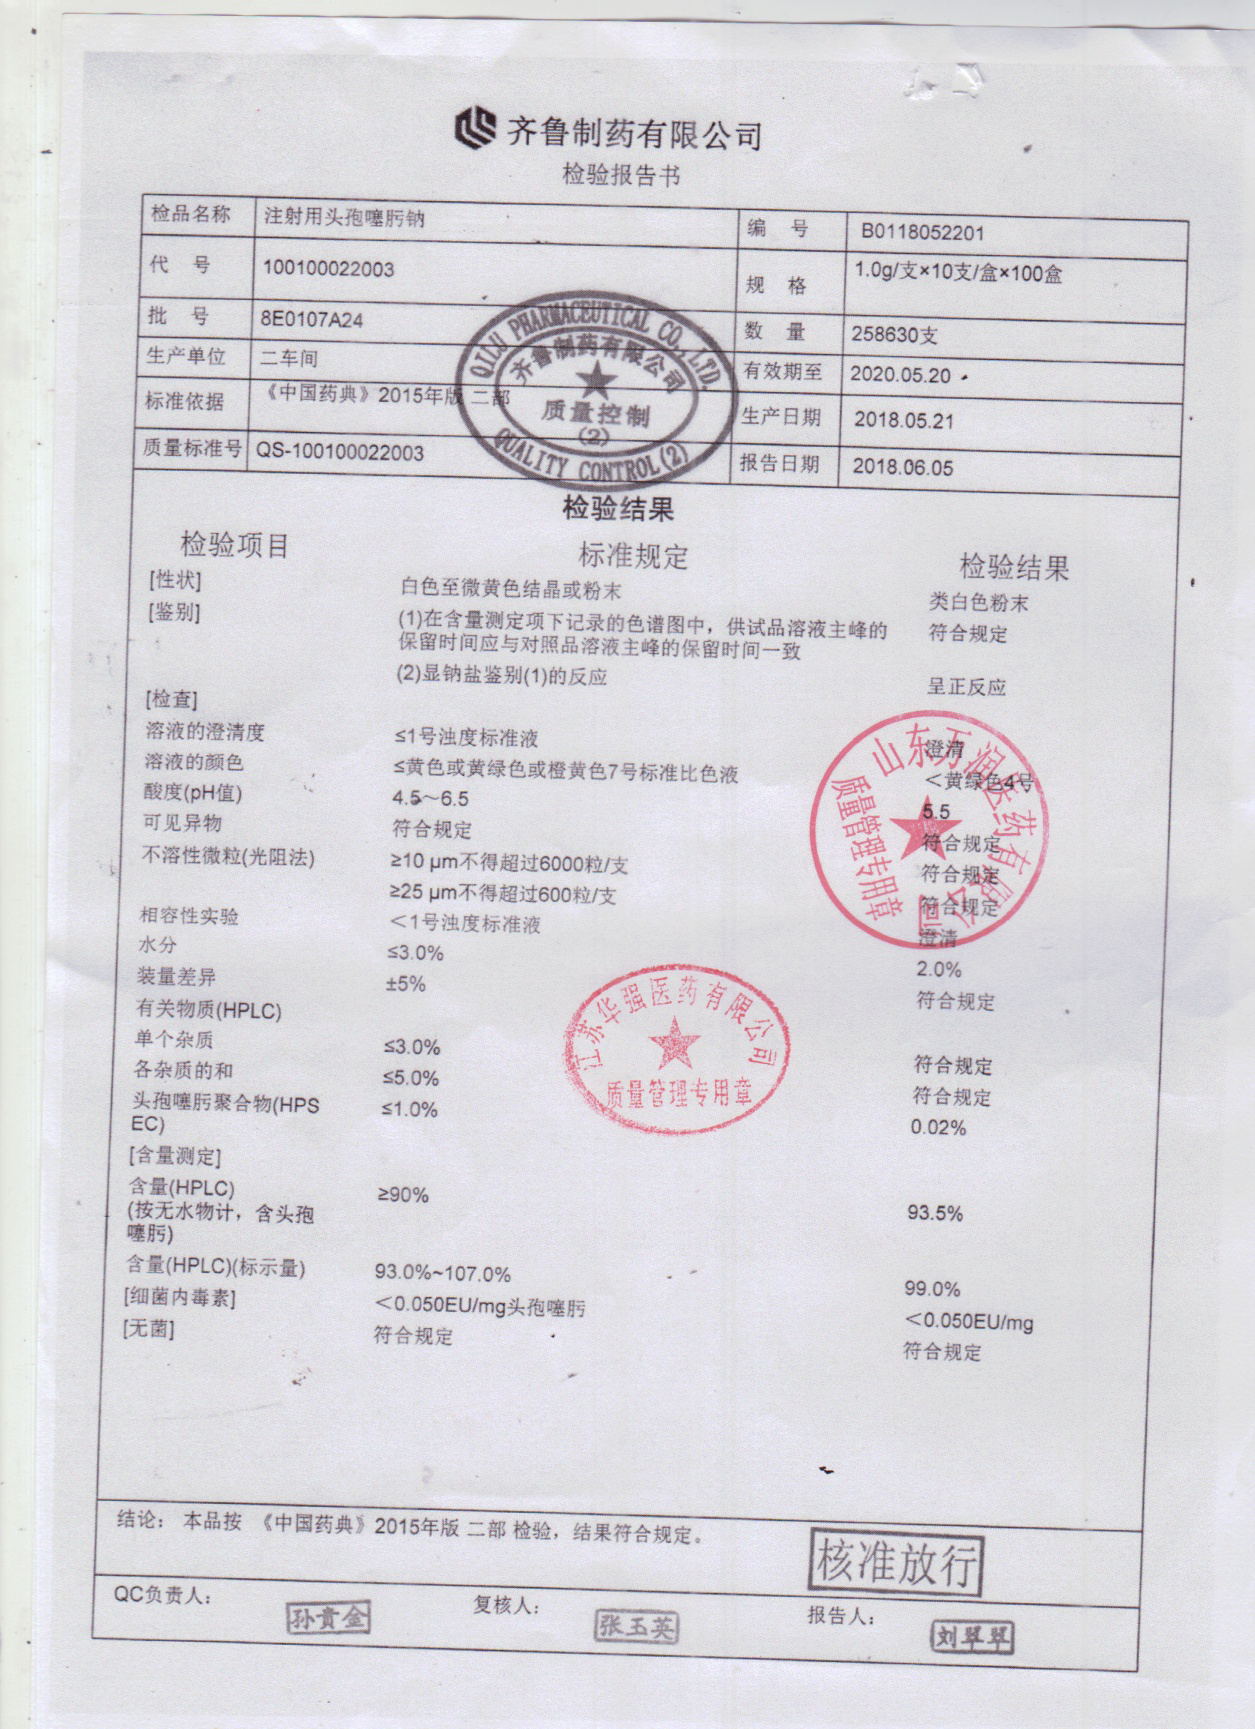 齐鲁制药有限公司
检验报告书
检品名称 注射用头孢噻肟钠 编 号 B0118052201
代 号 100100022003 规 格 1.0g/支×10支/盒×100盒
批 号 8E0107A24 数 量 258630支
生产单位 二车间 有效期至 2020.05.20
标准依据 《中国药典》2015年版 二部 生产日期 2018.05.21
质量标准号 QS-100100022003 报告日期 2018.06.05
QILU PHARMACEUTICAL CO.,LTD.
齐鲁制药有限公司
质量控制
(2)
QUALITY CONTROL(2)
检验结果
检验项目 标准规定 检验结果
[性状] 白色至微黄色结晶或粉末 类白色粉末
[鉴别] (1)在含量测定项下记录的色谱图中，供试品溶液主峰的 符合规定
保留时间应与对照品溶液主峰的保留时间一致
(2)显钠盐鉴别(1)的反应 呈正反应
[检查]
溶液的澄清度 ≤1号浊度标准液 澄清
溶液的颜色 ≤黄色或黄绿色或橙黄色7号标准比色液 ＜黄绿色4号
酸度(pH值) 4.5～6.5 5.5
可见异物 符合规定 符合规定
不溶性微粒(光阻法) ≥10 μm不得超过6000粒/支 符合规定
≥25 μm不得超过600粒/支 符合规定
相容性实验 ＜1号浊度标准液 澄清
水分 ≤3.0% 2.0%
装量差异 ±5% 符合规定
有关物质(HPLC)
单个杂质 ≤3.0% 符合规定
各杂质的和 ≤5.0% 符合规定
头孢噻肟聚合物(HPS ≤1.0% 0.02%
EC)
[含量测定]
含量(HPLC) ≥90% 93.5%
(按无水物计，含头孢
噻肟)
含量(HPLC)(标示量) 93.0%~107.0% 99.0%
[细菌内毒素] ＜0.050EU/mg头孢噻肟 ＜0.050EU/mg
[无菌] 符合规定 符合规定
山东万润医药有限公司
质量管理专用章
江苏华强医药有限公司
质量管理专用章
结论： 本品按 《中国药典》2015年版 二部 检验，结果符合规定。
核准放行
QC负责人： 孙贵金 复核人： 张玉英 报告人： 刘翠翠